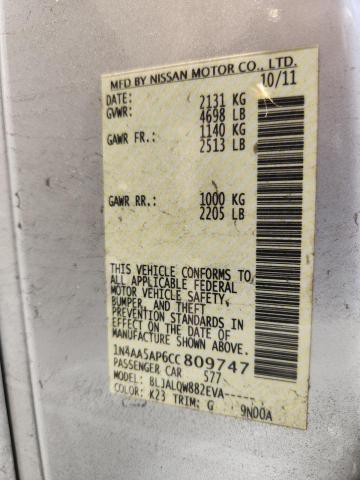 MFD BY NISSAN MOTOR CO., LTD.
10/11
DATE: 2131 KG
GVWR: 4698 LB
GAWR FR.: 1140 KG
2513 LB
GAWR RR.: 1000 KG
2205 LB
THIS VEHICLE CONFORMS TO
ALL APPLICABLE FEDERAL
MOTOR VEHICLE SAFETY,
BUMPER, AND THEFT
PREVENTION STANDARDS IN
EFFECT ON THE DATE OF
MANUFACTURE SHOWN ABOVE.
1N4AA5AP6CC 809747
PASSENGER CAR 577
MODEL: BLJALQW882EVA-----
COLOR: K23 TRIM: G 9N00A